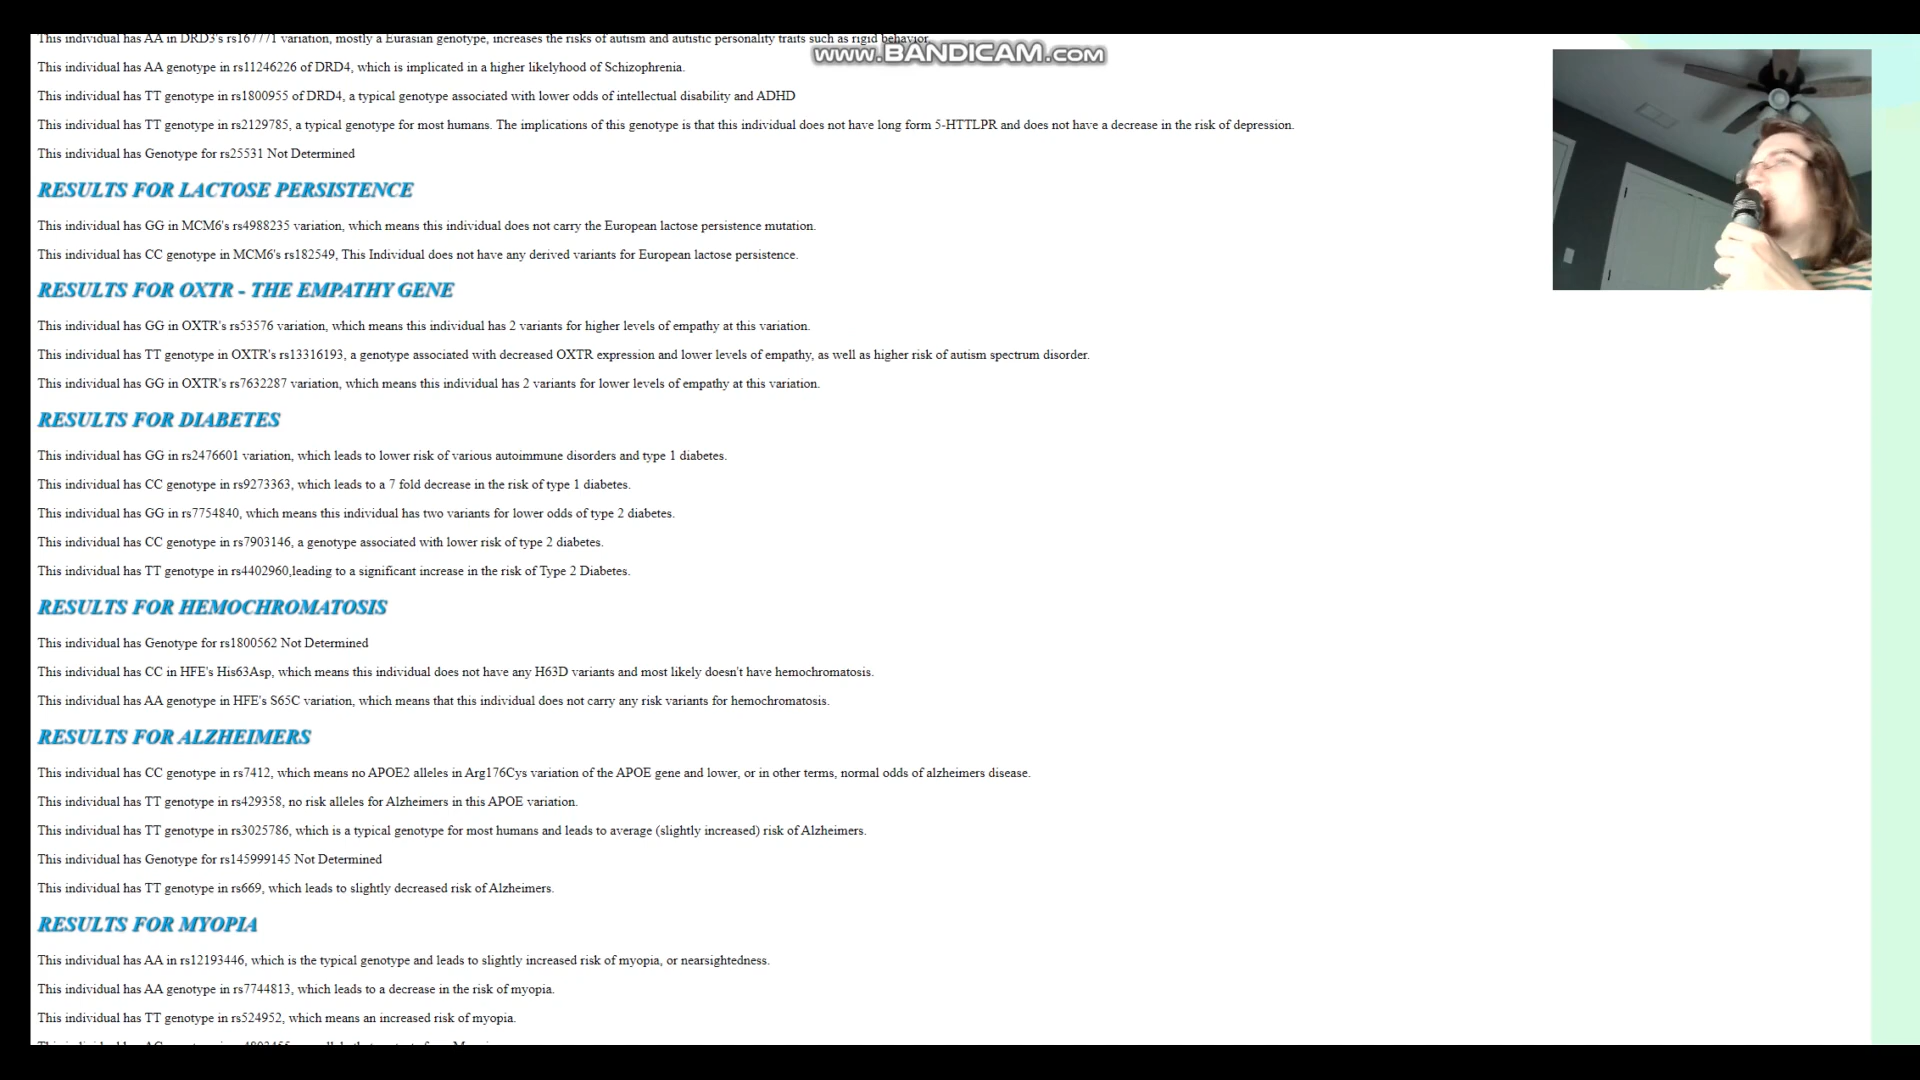 This individual has AA in DRD3's rs167771 variation, mostly a Eurasian genotype, increases the risks of autism and autistic personality traits such as rigid behavior.
www.BANDICAM.com
This individual has AA genotype in rs11246226 of DRD4, which is implicated in a higher likelyhood of Schizophrenia.
This individual has TT genotype in rs1800955 of DRD4, a typical genotype associated with lower odds of intellectual disability and ADHD
This individual has TT genotype in rs2129785, a typical genotype for most humans. The implications of this genotype is that this individual does not have long form 5-HTTLPR and does not have a decrease in the risk of depression.
This individual has Genotype for rs25531 Not Determined
RESULTS FOR LACTOSE PERSISTENCE
This individual has GG in MCM6's rs4988235 variation, which means this individual does not carry the European lactose persistence mutation.
This individual has CC genotype in MCM6's rs182549, This Individual does not have any derived variants for European lactose persistence.
RESULTS FOR OXTR - THE EMPATHY GENE
This individual has GG in OXTR's rs53576 variation, which means this individual has 2 variants for higher levels of empathy at this variation.
This individual has TT genotype in OXTR's rs13316193, a genotype associated with decreased OXTR expression and lower levels of empathy, as well as higher risk of autism spectrum disorder.
This individual has GG in OXTR's rs7632287 variation, which means this individual has 2 variants for lower levels of empathy at this variation.
RESULTS FOR DIABETES
This individual has GG in rs2476601 variation, which leads to lower risk of various autoimmune disorders and type 1 diabetes.
This individual has CC genotype in rs9273363, which leads to a 7 fold decrease in the risk of type 1 diabetes.
This individual has GG in rs7754840, which means this individual has two variants for lower odds of type 2 diabetes.
This individual has CC genotype in rs7903146, a genotype associated with lower risk of type 2 diabetes.
This individual has TT genotype in rs4402960,leading to a significant increase in the risk of Type 2 Diabetes.
RESULTS FOR HEMOCHROMATOSIS
This individual has Genotype for rs1800562 Not Determined
This individual has CC in HFE's His63Asp, which means this individual does not have any H63D variants and most likely doesn't have hemochromatosis.
This individual has AA genotype in HFE's S65C variation, which means that this individual does not carry any risk variants for hemochromatosis.
RESULTS FOR ALZHEIMERS
This individual has CC genotype in rs7412, which means no APOE2 alleles in Arg176Cys variation of the APOE gene and lower, or in other terms, normal odds of alzheimers disease.
This individual has TT genotype in rs429358, no risk alleles for Alzheimers in this APOE variation.
This individual has TT genotype in rs3025786, which is a typical genotype for most humans and leads to average (slightly increased) risk of Alzheimers.
This individual has Genotype for rs145999145 Not Determined
This individual has TT genotype in rs669, which leads to slightly decreased risk of Alzheimers.
RESULTS FOR MYOPIA
This individual has AA in rs12193446, which is the typical genotype and leads to slightly increased risk of myopia, or nearsightedness.
This individual has AA genotype in rs7744813, which leads to a decrease in the risk of myopia.
This individual has TT genotype in rs524952, which means an increased risk of myopia.